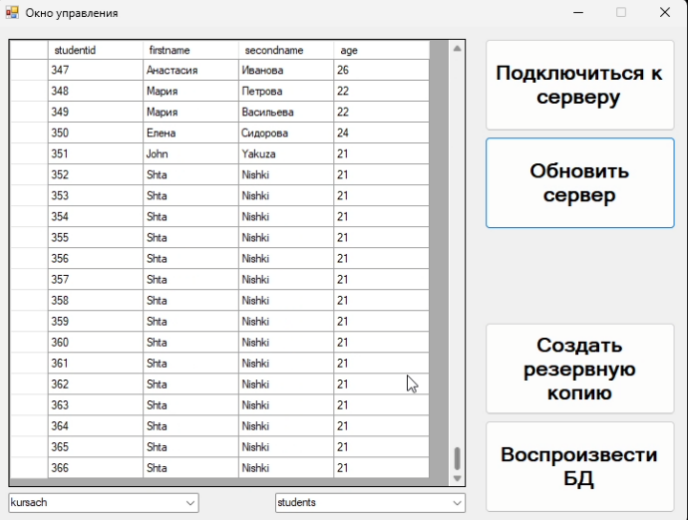 Окно управления
studentid firstname secondname age
347 Анастасия Иванова 26
348 Мария Петрова 22
349 Мария Васильева 22
350 Елена Сидорова 24
351 John Yakuza 21
352 Shta Nishki 21
353 Shta Nishki 21
354 Shta Nishki 21
355 Shta Nishki 21
356 Shta Nishki 21
357 Shta Nishki 21
358 Shta Nishki 21
359 Shta Nishki 21
360 Shta Nishki 21
361 Shta Nishki 21
362 Shta Nishki 21
363 Shta Nishki 21
364 Shta Nishki 21
365 Shta Nishki 21
366 Shta Nishki 21
kursach
students
Подключиться к
серверу
Обновить
сервер
Создать
резервную
копию
Воспроизвести
БД